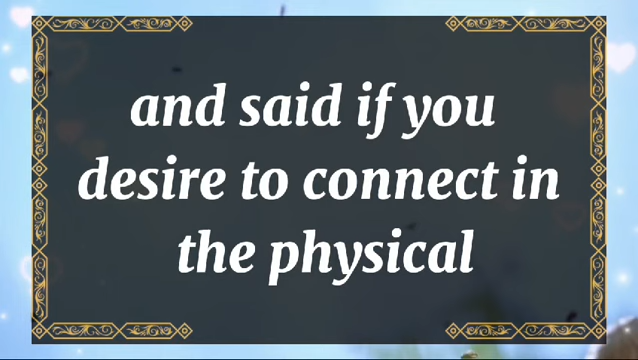 and said if you
desire to connect in
the physical